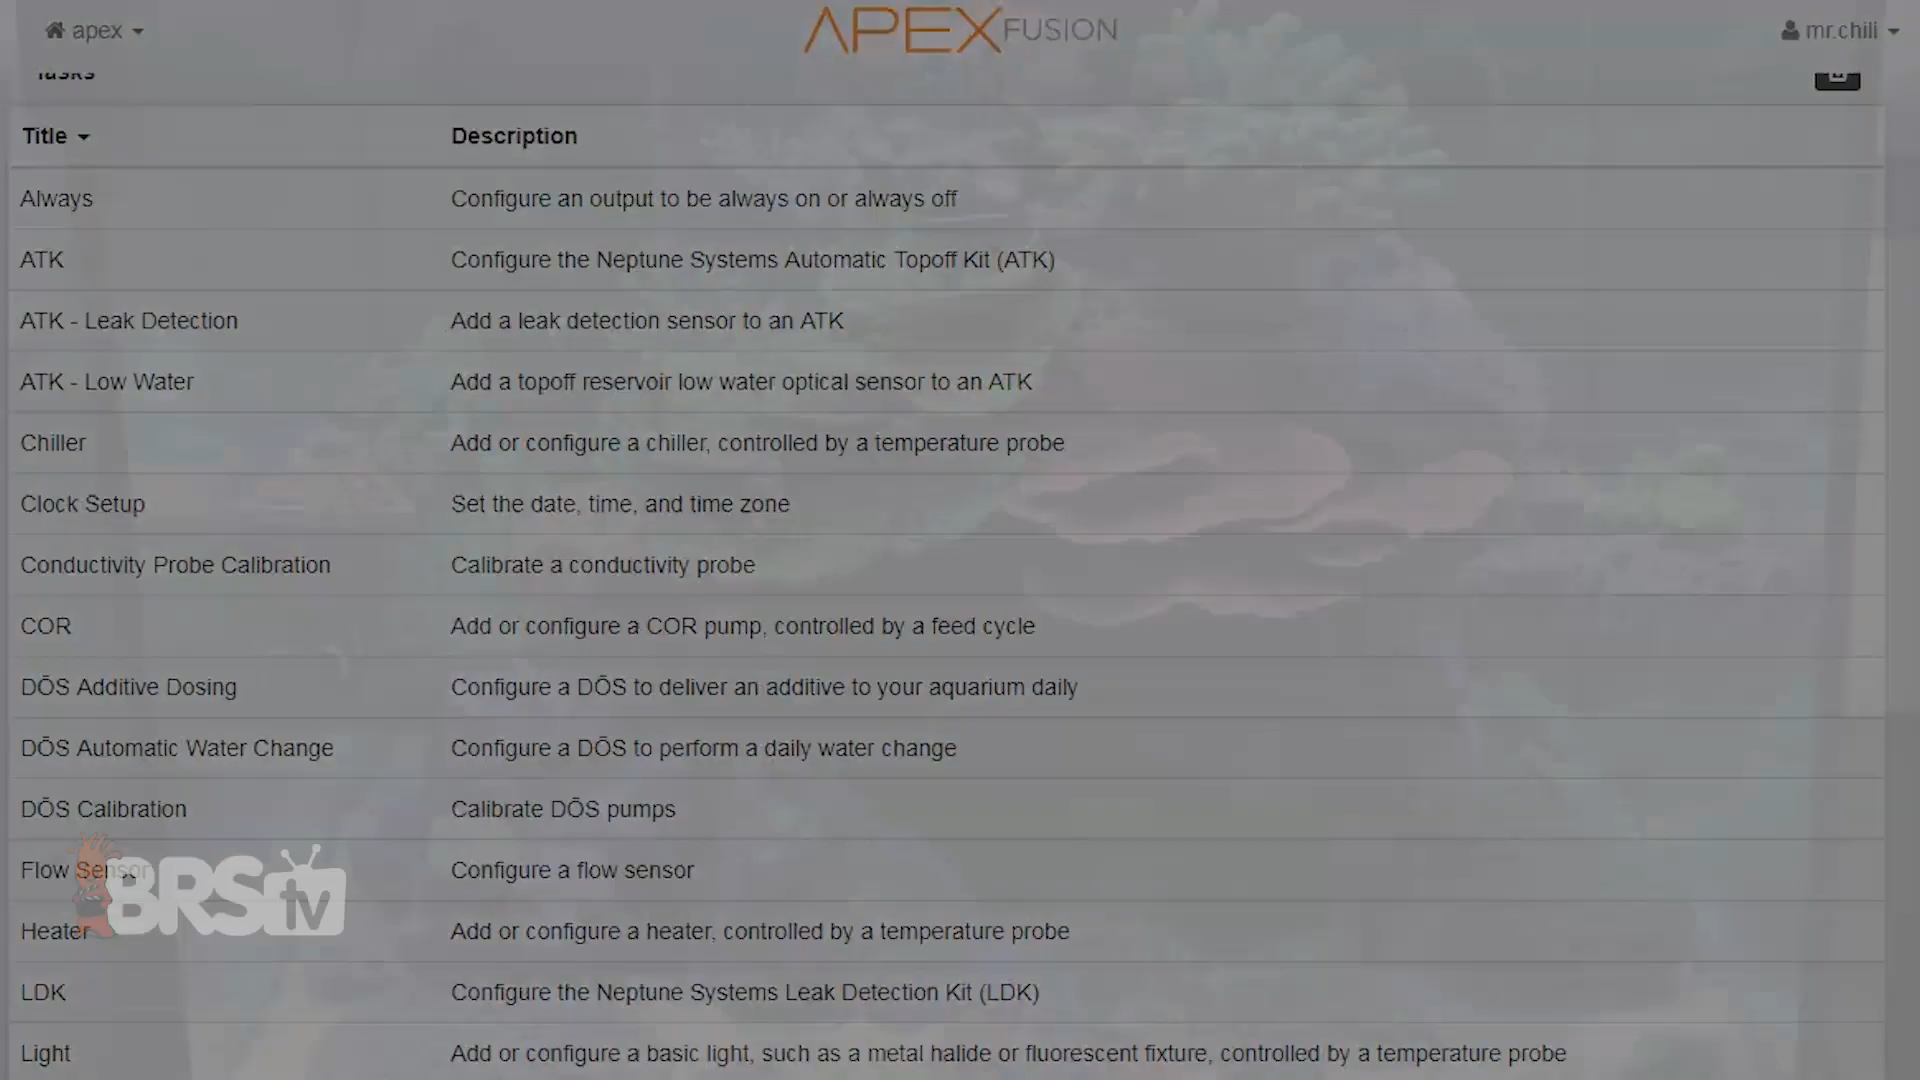 apex
APEX FUSION
mr.chili
Tasks
Title
Description
Always
Configure an output to be always on or always off
ATK
Configure the Neptune Systems Automatic Topoff Kit (ATK)
ATK - Leak Detection
Add a leak detection sensor to an ATK
ATK - Low Water
Add a topoff reservoir low water optical sensor to an ATK
Chiller
Add or configure a chiller, controlled by a temperature probe
Clock Setup
Set the date, time, and time zone
Conductivity Probe Calibration
Calibrate a conductivity probe
COR
Add or configure a COR pump, controlled by a feed cycle
DŌS Additive Dosing
Configure a DŌS to deliver an additive to your aquarium daily
DŌS Automatic Water Change
Configure a DŌS to perform a daily water change
DŌS Calibration
Calibrate DŌS pumps
Flow Sensor
Configure a flow sensor
BRStv
Heater
Add or configure a heater, controlled by a temperature probe
LDK
Configure the Neptune Systems Leak Detection Kit (LDK)
Light
Add or configure a basic light, such as a metal halide or fluorescent fixture, controlled by a temperature probe